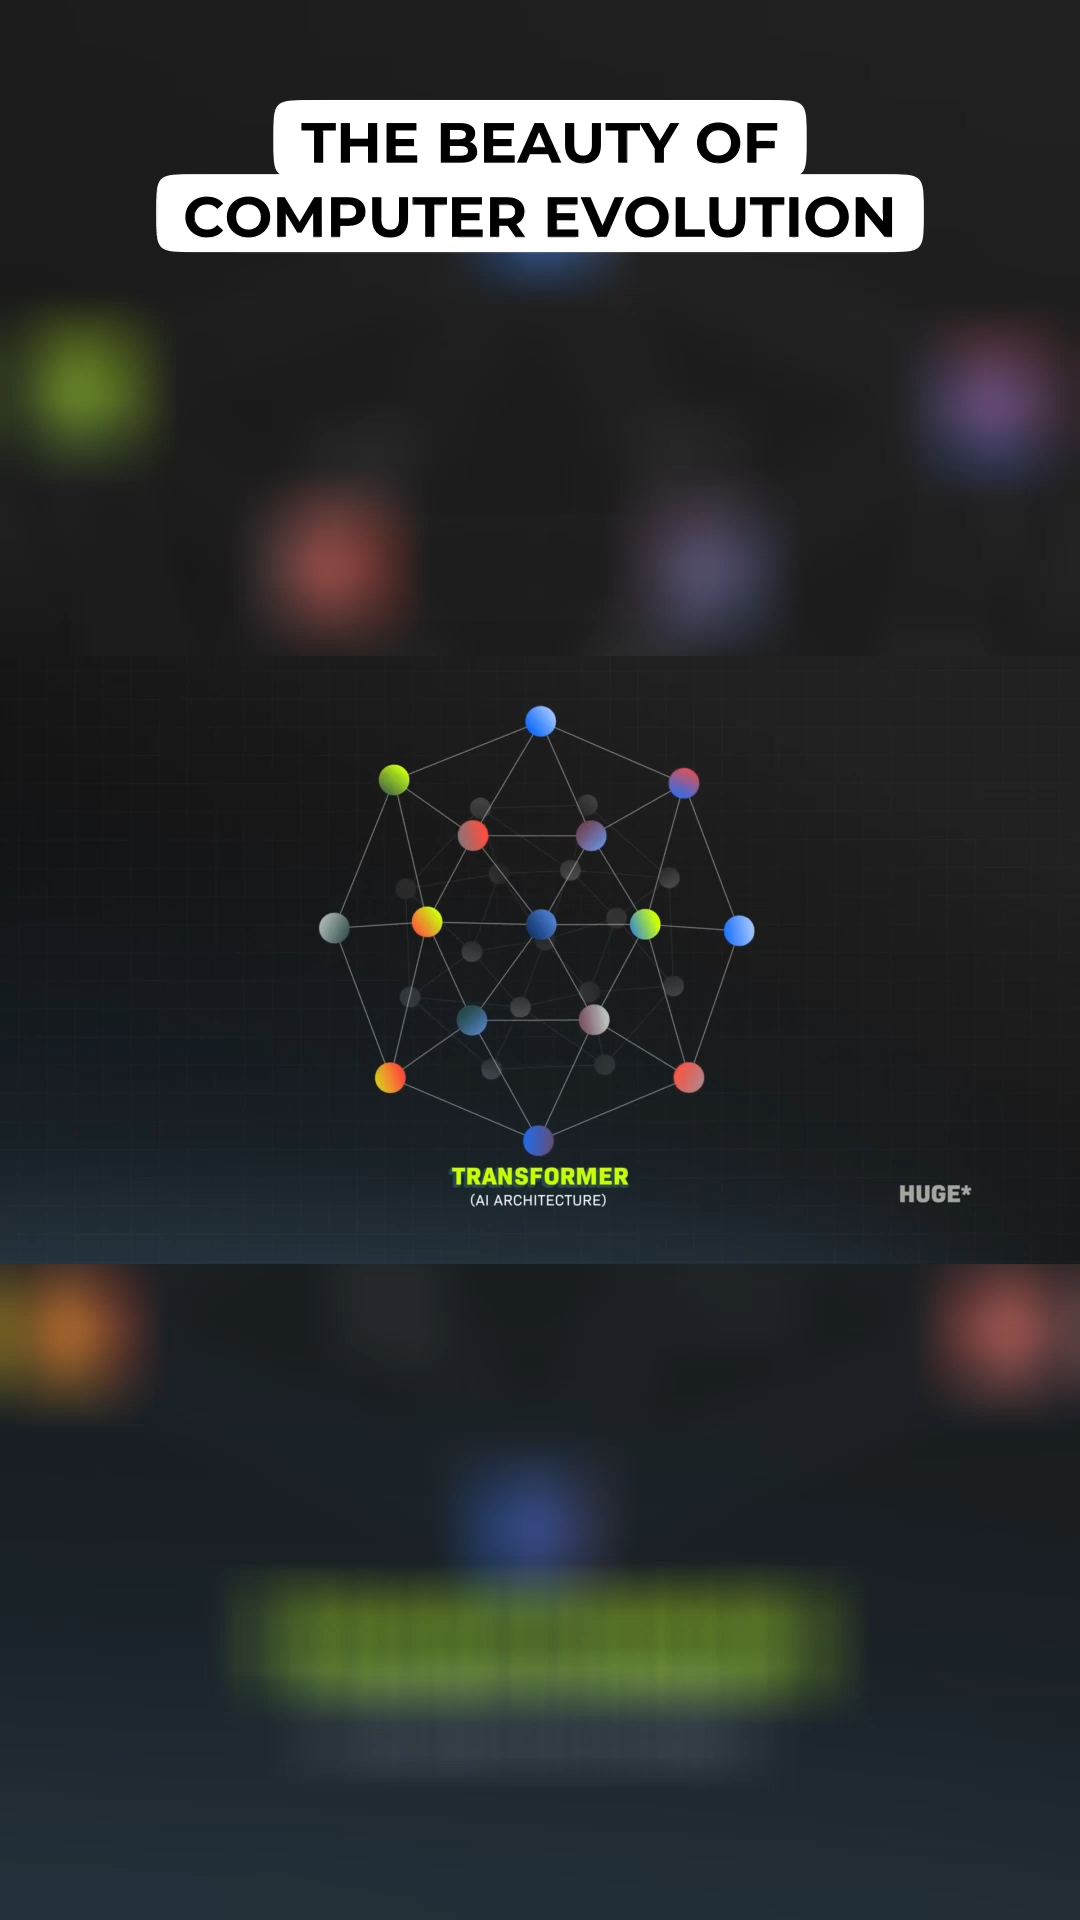 THE BEAUTY OF
COMPUTER EVOLUTION
TRANSFORMER
(AI ARCHITECTURE)
HUGE*